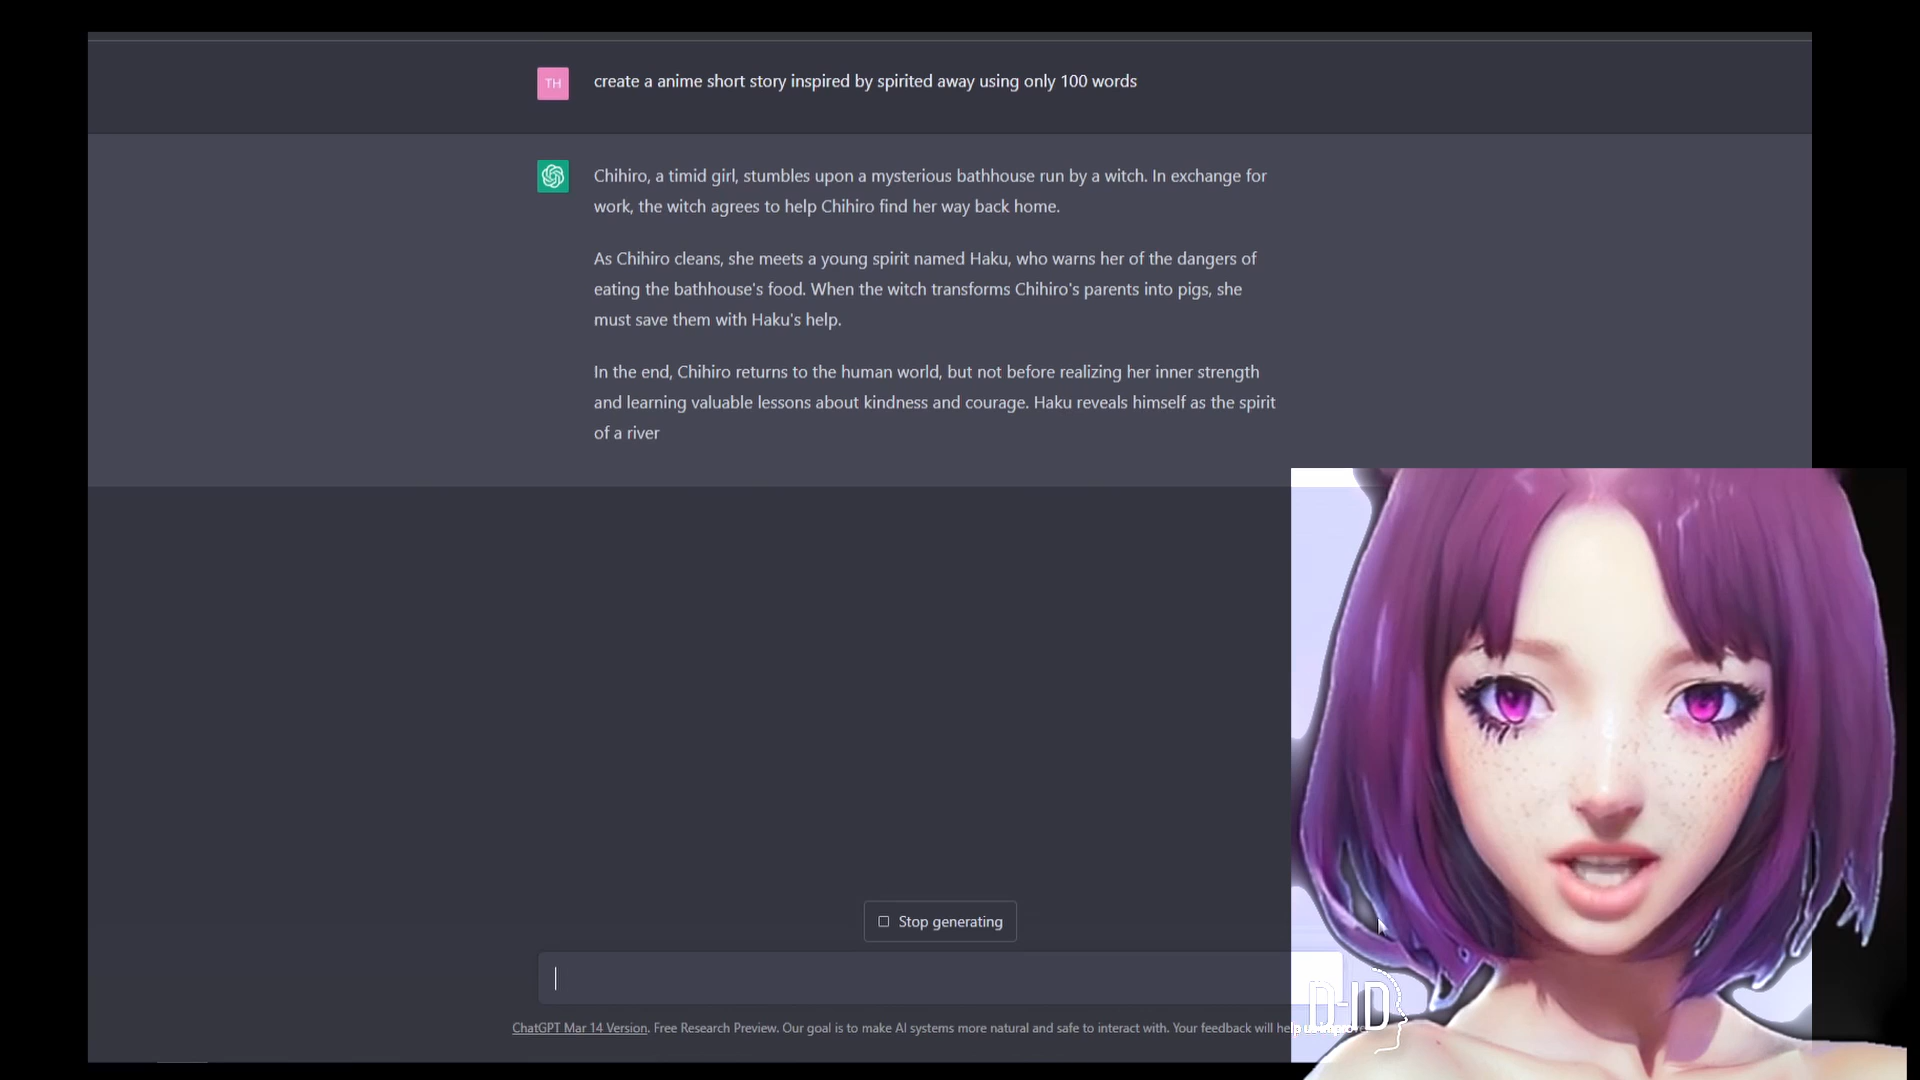 TH
create a anime short story inspired by spirited away using only 100 words
Chihiro, a timid girl, stumbles upon a mysterious bathhouse run by a witch. In exchange for
work, the witch agrees to help Chihiro find her way back home.
As Chihiro cleans, she meets a young spirit named Haku, who warns her of the dangers of
eating the bathhouse's food. When the witch transforms Chihiro's parents into pigs, she
must save them with Haku's help.
In the end, Chihiro returns to the human world, but not before realizing her inner strength
and learning valuable lessons about kindness and courage. Haku reveals himself as the spirit
of a river
Stop generating
D-ID
ChatGPT Mar 14 Version. Free Research Preview. Our goal is to make AI systems more natural and safe to interact with. Your feedback will help us improve